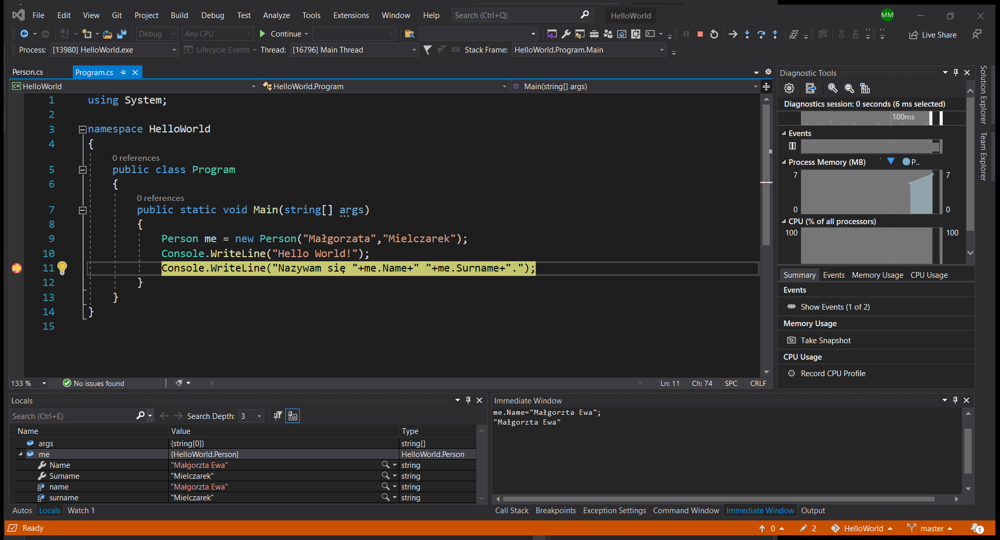 File Edit View Git Project Build Debug Test Analyze Tools Extensions Window Help Search (Ctrl+Q) HelloWorld MM
Debug Any CPU Continue Live Share
Process: [13980] HelloWorld.exe Lifecycle Events Thread: [16796] Main Thread Stack Frame: HelloWorld.Program.Main
Person.cs Program.cs
C# HelloWorld HelloWorld.Program Main(string[] args)
1 using System;
2
3 namespace HelloWorld
4 {
0 references
5 public class Program
6 {
0 references
7 public static void Main(string[] args)
8 {
9 Person me = new Person("Małgorzata","Mielczarek");
10 Console.WriteLine("Hello World!");
11 Console.WriteLine("Nazywam się "+me.Name+" "+me.Surname+".");
12 }
13 }
14 }
15
133 % No issues found Ln: 11 Ch: 74 SPC CRLF
Diagnostic Tools
Diagnostics session: 0 seconds (6 ms selected)
100ms
Events
Process Memory (MB) P..
7 7
0 0
CPU (% of all processors)
100 100
Summary Events Memory Usage CPU Usage
Events
Show Events (1 of 2)
Memory Usage
Take Snapshot
CPU Usage
Record CPU Profile
Solution Explorer
Team Explorer
Locals
Search (Ctrl+E) Search Depth: 3
Name Value Type
args {string[0]} string[]
me {HelloWorld.Person} HelloWorld.Person
Name "Małgorzta Ewa" string
Surname "Mielczarek" string
name "Małgorzta Ewa" string
surname "Mielczarek" string
Autos Locals Watch 1
Immediate Window
me.Name="Małgorzta Ewa";
"Małgorzta Ewa"
Call Stack Breakpoints Exception Settings Command Window Immediate Window Output
Ready 0 2 HelloWorld master 1